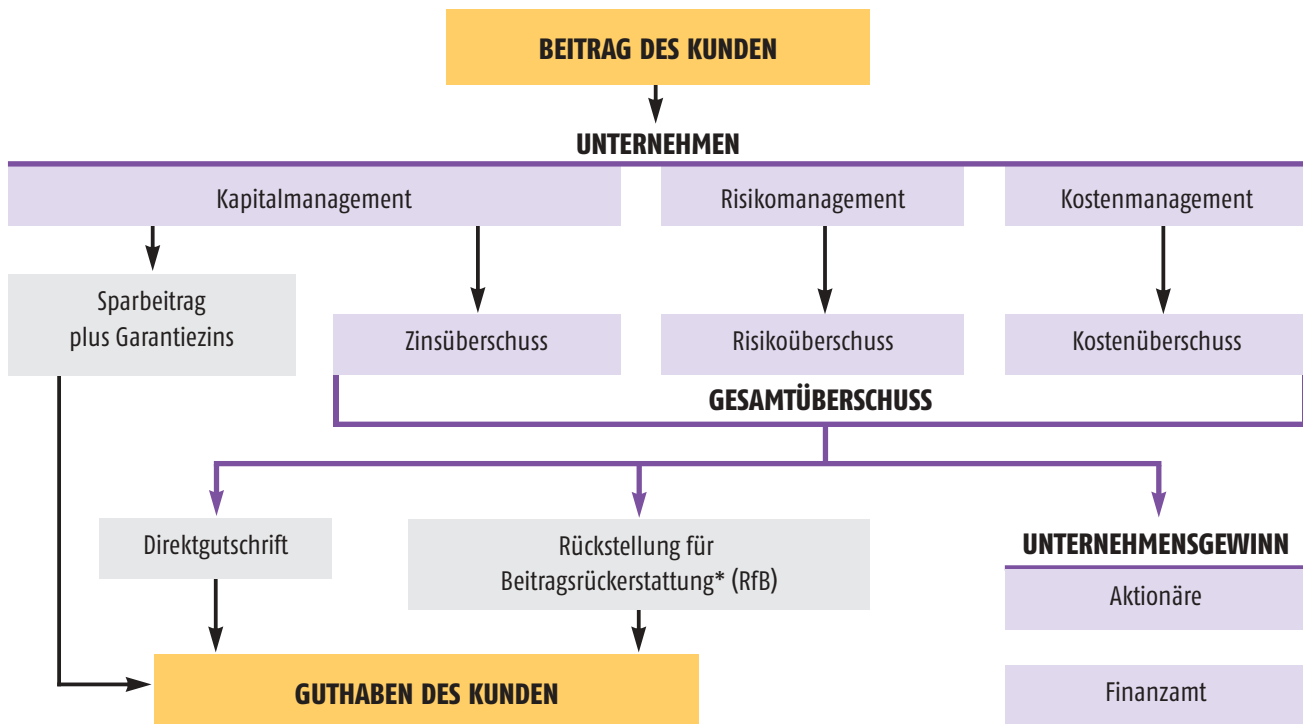 BEITRAG DES KUNDEN
UNTERNEHMEN
Kapitalmanagement
Risikomanagement
Kostenmanagement
Sparbeitrag
plus Garantiezins
Zinsüberschuss
Risikoüberschuss
Kostenüberschuss
GESAMTÜBERSCHUSS
Direktgutschrift
Rückstellung für
Beitragsrückerstattung* (RfB)
UNTERNEHMENSGEWINN
Aktionäre
GUTHABEN DES KUNDEN
Finanzamt